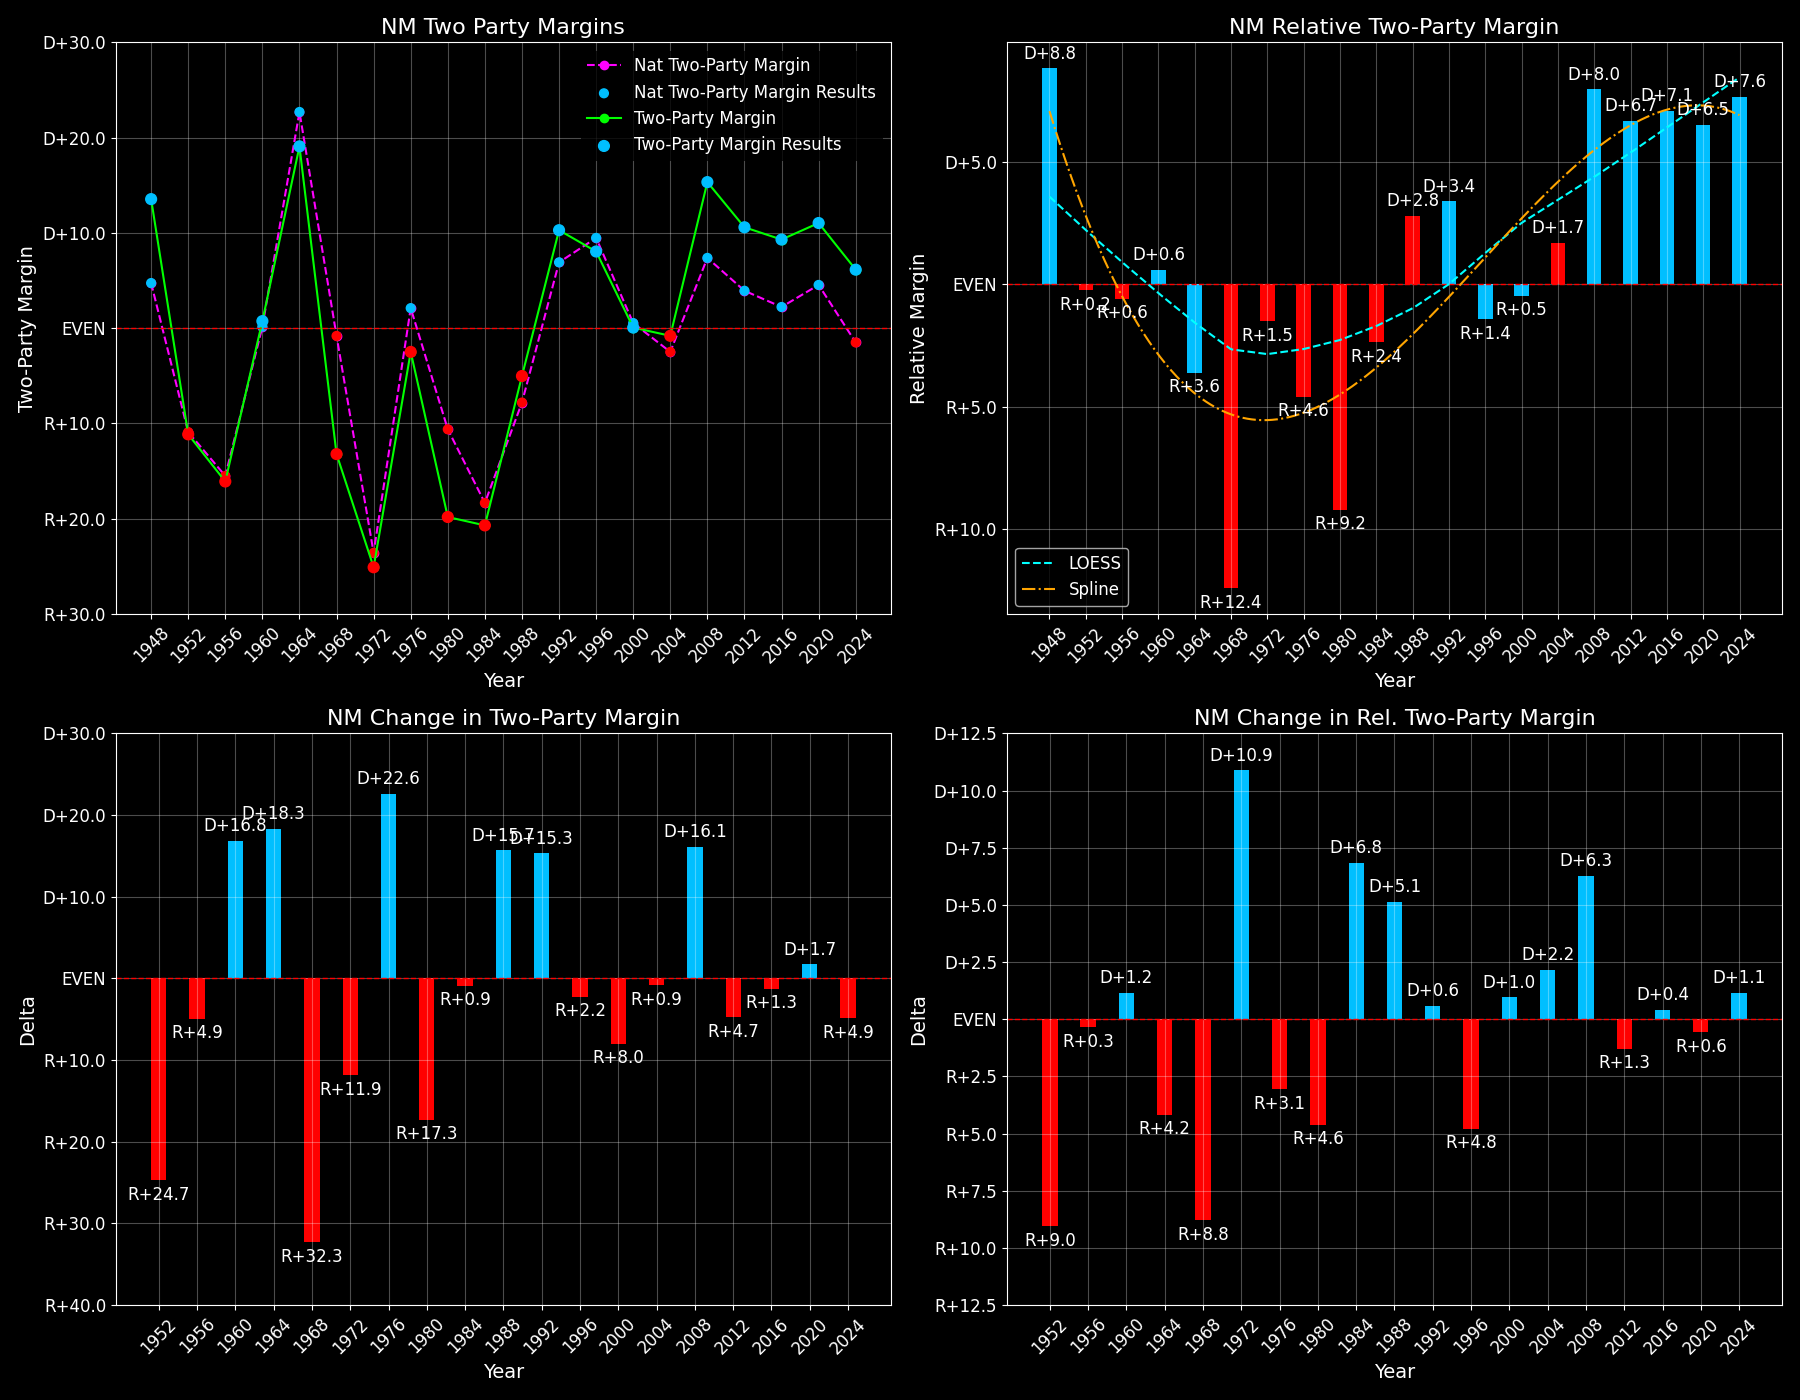 NM Two Party Margins
D+30.0
D+20.0
D+10.0
EVEN
R+10.0
R+20.0
R+30.0
Two-Party Margin
Nat Two-Party Margin
Nat Two-Party Margin Results
Two-Party Margin
Two-Party Margin Results
1948
1952
1956
1960
1964
1968
1972
1976
1980
1984
1988
1992
1996
2000
2004
2008
2012
2016
2020
2024
Year
NM Relative Two-Party Margin
D+5.0
EVEN
R+5.0
R+10.0
Relative Margin
D+8.8
R+0.2
R+0.6
D+0.6
R+3.6
R+12.4
R+1.5
R+4.6
R+9.2
R+2.4
D+2.8
D+3.4
R+1.4
R+0.5
D+1.7
D+8.0
D+6.7
D+7.1
D+6.5
D+7.6
LOESS
Spline
1948
1952
1956
1960
1964
1968
1972
1976
1980
1984
1988
1992
1996
2000
2004
2008
2012
2016
2020
2024
Year
NM Change in Two-Party Margin
D+30.0
D+20.0
D+10.0
EVEN
R+10.0
R+20.0
R+30.0
R+40.0
Delta
R+24.7
R+4.9
D+16.8
D+18.3
R+32.3
R+11.9
D+22.6
R+17.3
R+0.9
D+15.7
D+15.3
R+2.2
R+8.0
R+0.9
D+16.1
R+4.7
R+1.3
D+1.7
R+4.9
1952
1956
1960
1964
1968
1972
1976
1980
1984
1988
1992
1996
2000
2004
2008
2012
2016
2020
2024
Year
NM Change in Rel. Two-Party Margin
D+12.5
D+10.0
D+7.5
D+5.0
D+2.5
EVEN
R+2.5
R+5.0
R+7.5
R+10.0
R+12.5
Delta
R+9.0
R+0.3
D+1.2
R+4.2
R+8.8
D+10.9
R+3.1
R+4.6
D+6.8
D+5.1
D+0.6
R+4.8
D+1.0
D+2.2
D+6.3
R+1.3
D+0.4
R+0.6
D+1.1
1952
1956
1960
1964
1968
1972
1976
1980
1984
1988
1992
1996
2000
2004
2008
2012
2016
2020
2024
Year